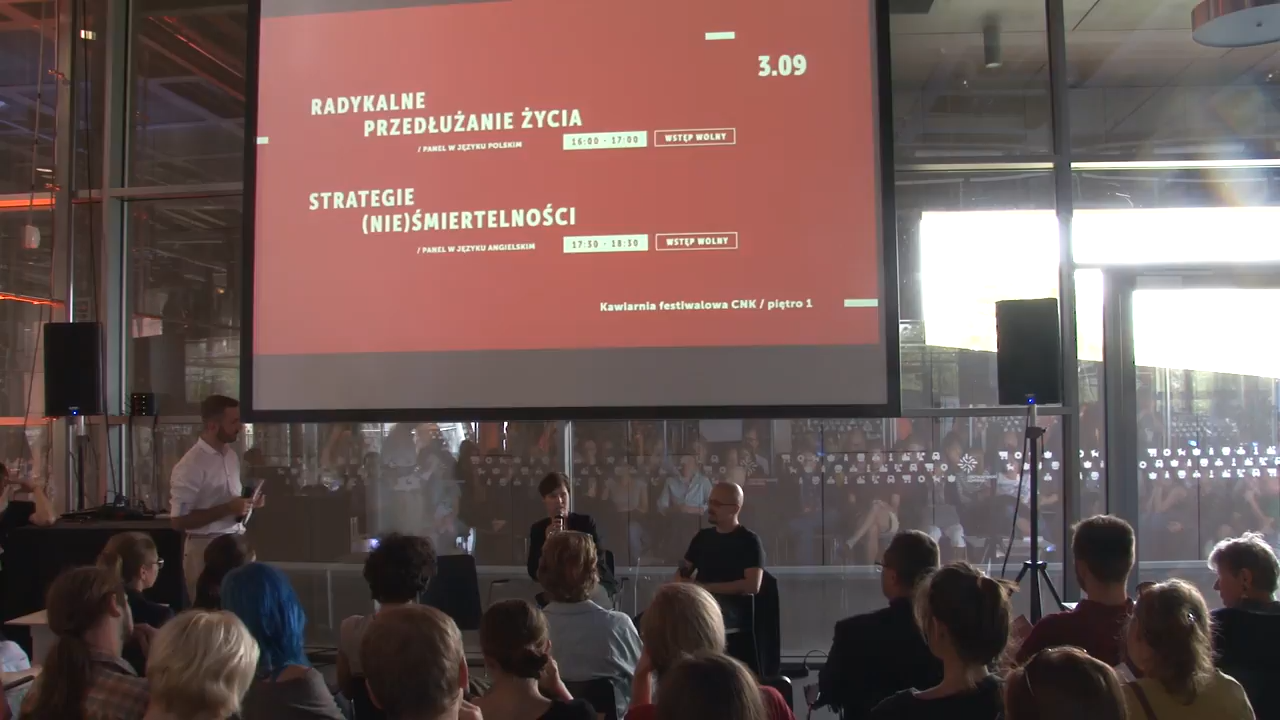 3.09
RADYKALNE
PRZEDŁUŻANIE ŻYCIA
/ PANEL W JĘZYKU POLSKIM
16:00 - 17:00
WSTĘP WOLNY
STRATEGIE
(NIE)ŚMIERTELNOŚCI
/ PANEL W JĘZYKU ANGIELSKIM
17:30 - 18:30
WSTĘP WOLNY
Kawiarnia festiwalowa CNK / piętro 1